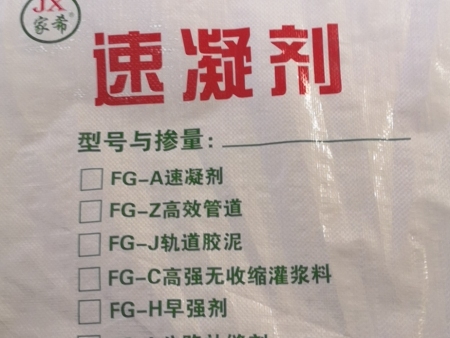 JX
家希®
速凝剂
型号与掺量:
□ FG-A速凝剂
□ FG-Z高效管道
□ FG-J轨道胶泥
□ FG-C高强无收缩灌浆料
□ FG-H早强剂